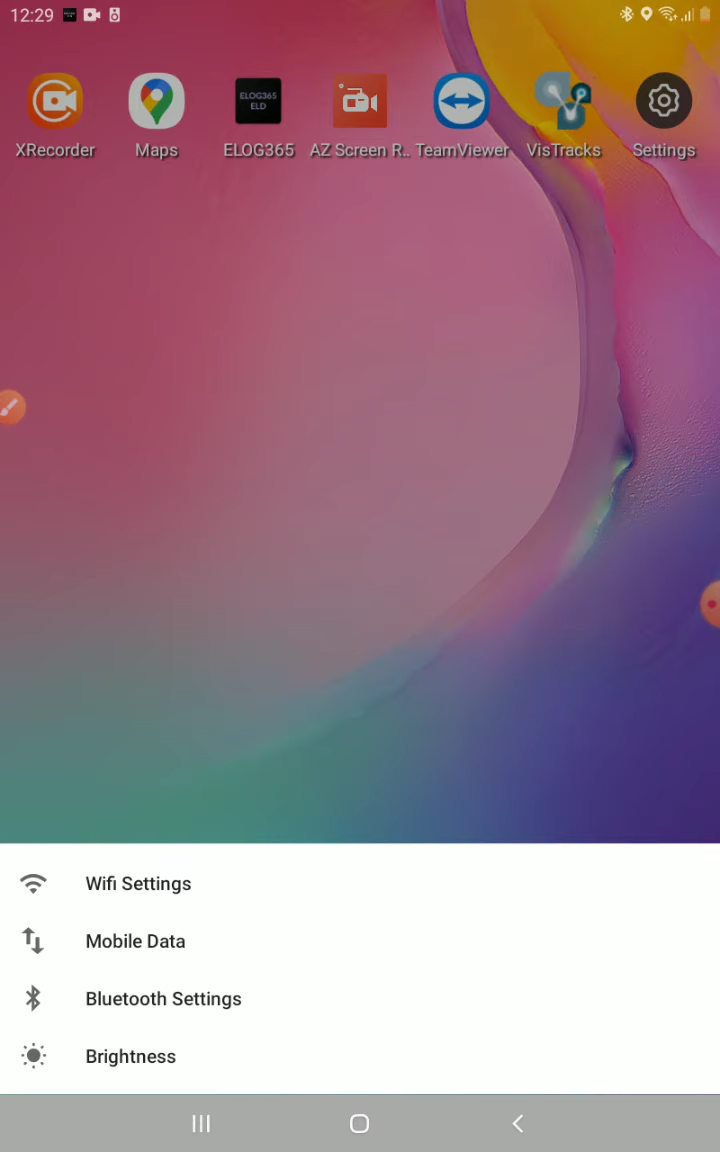 12:29
XRecorder Maps ELOG365 AZ Screen R.. TeamViewer VisTracks Settings
ELOG365
ELD
Wifi Settings
Mobile Data
Bluetooth Settings
Brightness